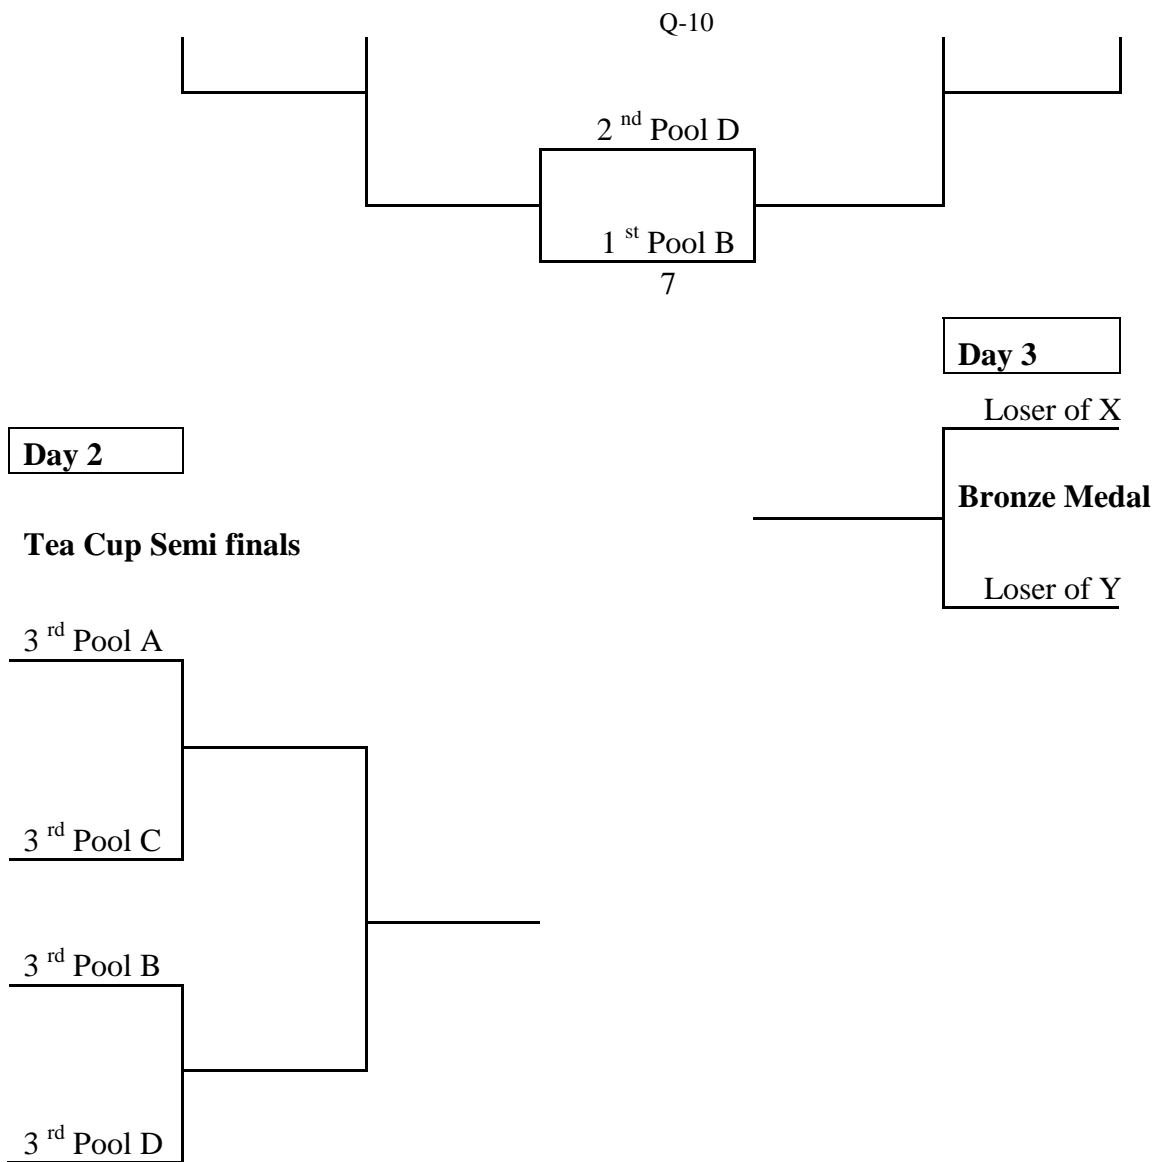 Q-10
2 nd Pool D
1 st Pool B
7
Day 3
Loser of X
Day 2
Bronze Medal
Tea Cup Semi finals
Loser of Y
3 rd Pool A
3 rd Pool C
3 rd Pool B
3 rd Pool D